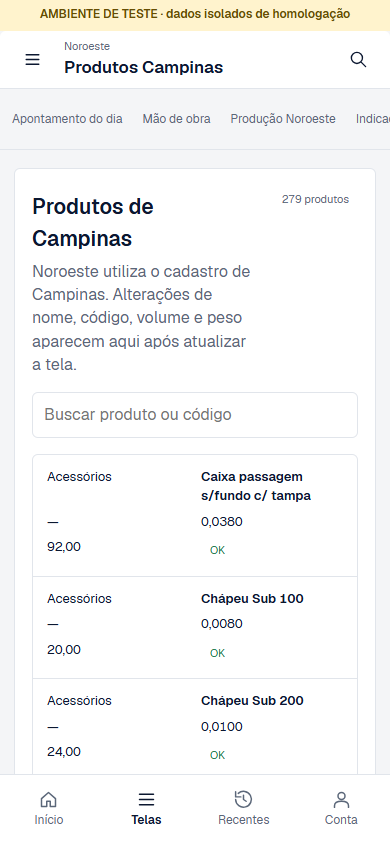 AMBIENTE DE TESTE · dados isolados de homologação
Noroeste
Produtos Campinas
Apontamento do dia Mão de obra Produção Noroeste Indica
Produtos de
Campinas
279 produtos
Noroeste utiliza o cadastro de
Campinas. Alterações de
nome, código, volume e peso
aparecem aqui após atualizar
a tela.
Buscar produto ou código
Acessórios Caixa passagem
s/fundo c/ tampa
— 0,0380
92,00 OK
Acessórios Chápeu Sub 100
— 0,0080
20,00 OK
Acessórios Chápeu Sub 200
— 0,0100
24,00 OK
Início Telas Recentes Conta